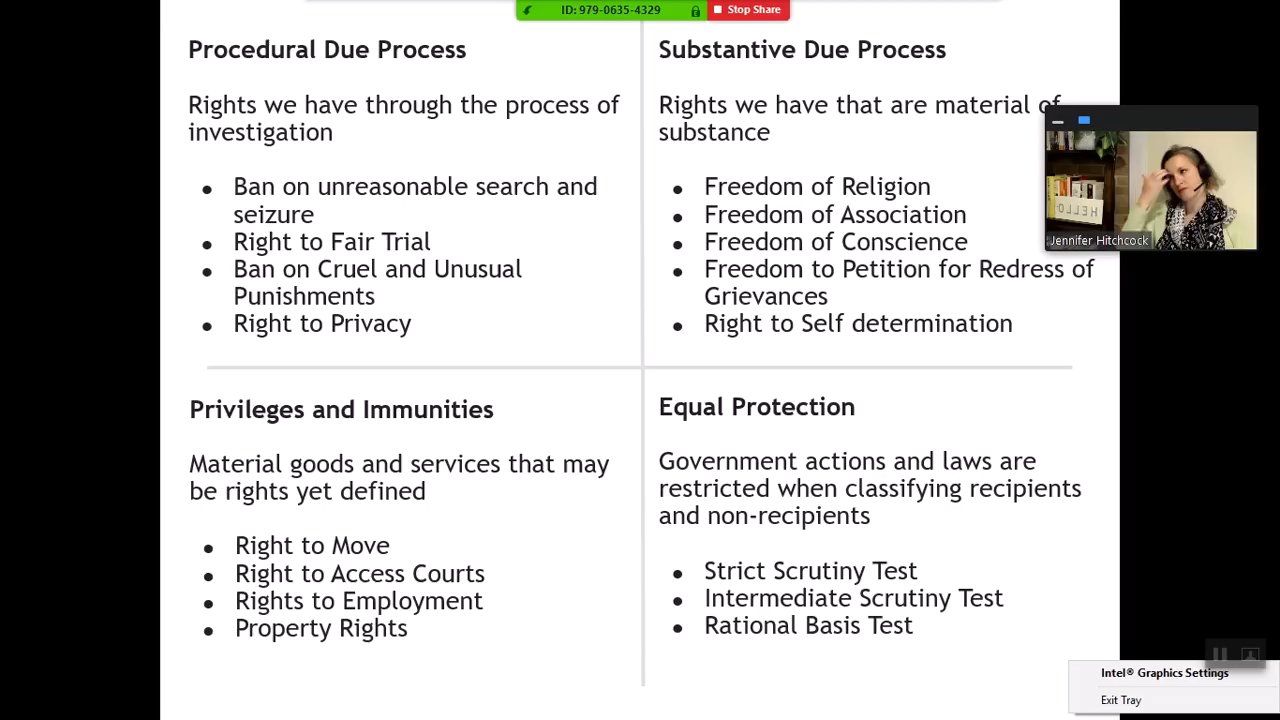 ID: 979-0635-4329
Stop Share
Procedural Due Process
Rights we have through the process of
investigation
• Ban on unreasonable search and
seizure
• Right to Fair Trial
• Ban on Cruel and Unusual
Punishments
• Right to Privacy
Substantive Due Process
Rights we have that are material of
substance
• Freedom of Religion
• Freedom of Association
• Freedom of Conscience
• Freedom to Petition for Redress of
Grievances
• Right to Self determination
HELLO
Jennifer Hitchcock
Privileges and Immunities
Material goods and services that may
be rights yet defined
• Right to Move
• Right to Access Courts
• Rights to Employment
• Property Rights
Equal Protection
Government actions and laws are
restricted when classifying recipients
and non-recipients
• Strict Scrutiny Test
• Intermediate Scrutiny Test
• Rational Basis Test
Intel® Graphics Settings
Exit Tray